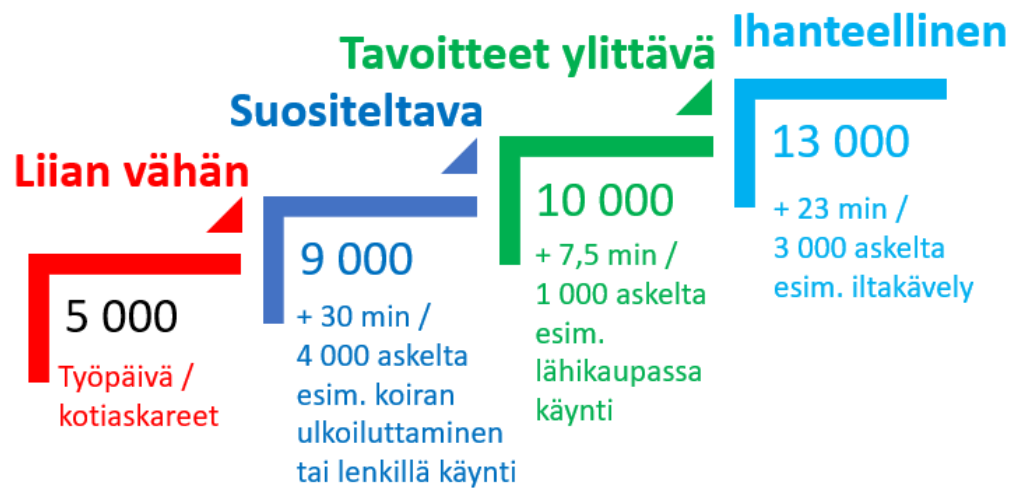 Liian vähän
5 000
Työpäivä /
kotiaskareet
Suositeltava
9 000
+ 30 min /
4 000 askelta
esim. koiran
ulkoiluttaminen
tai lenkillä käynti
Tavoitteet ylittävä
10 000
+ 7,5 min /
1 000 askelta
esim.
lähikaupassa
käynti
Ihanteellinen
13 000
+ 23 min /
3 000 askelta
esim. iltakävely